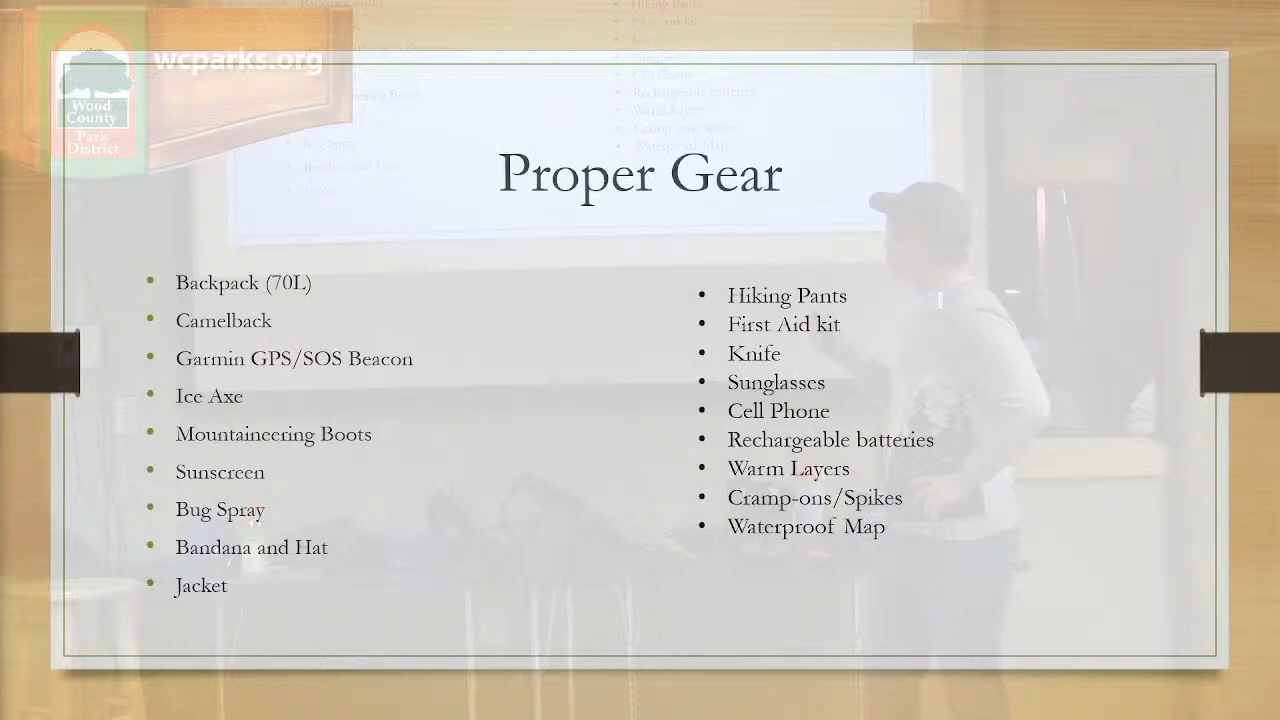 wcparks.org
Wood
County
Park
District
Proper Gear
Backpack (70L)
Camelback
Garmin GPS/SOS Beacon
Ice Axe
Mountaineering Boots
Sunscreen
Bug Spray
Bandana and Hat
Jacket
Hiking Pants
First Aid kit
Knife
Sunglasses
Cell Phone
Rechargeable batteries
Warm Layers
Cramp-ons/Spikes
Waterproof Map